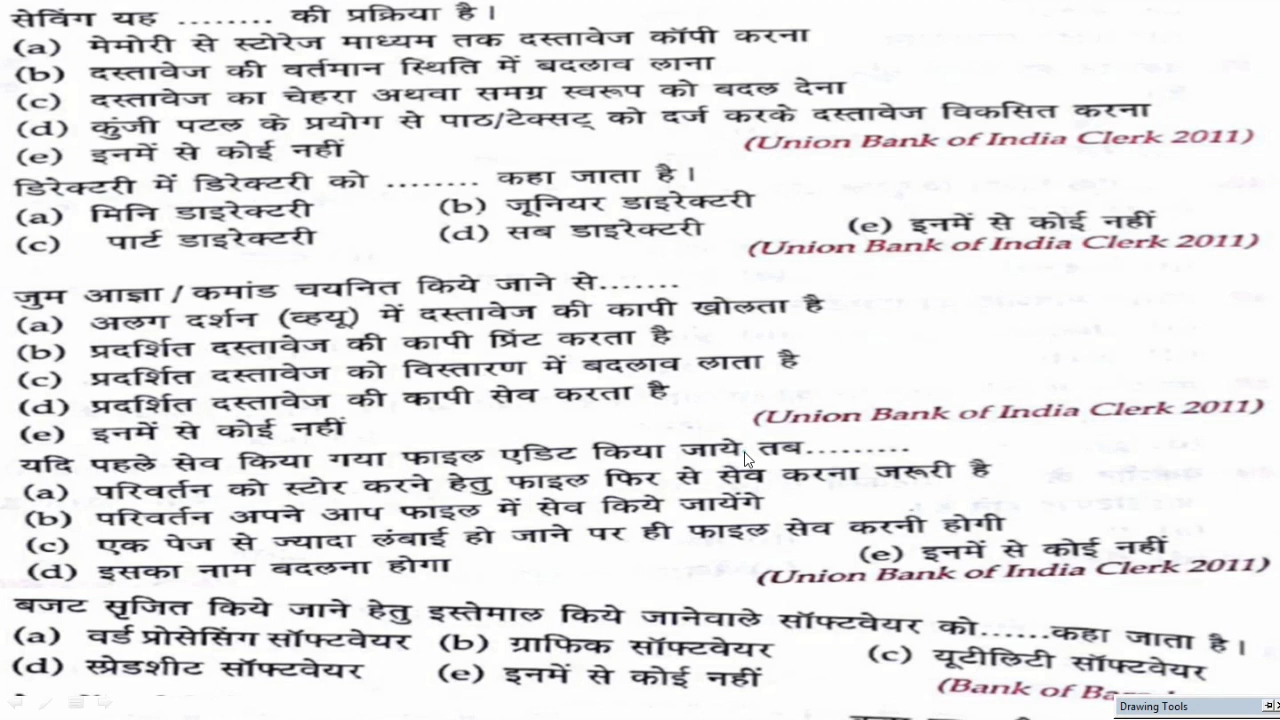 सेविंग यह ........ की प्रक्रिया है।
(a) मेमोरी से स्टोरेज माध्यम तक दस्तावेज कॉपी करना
(b) दस्तावेज की वर्तमान स्थिति में बदलाव लाना
(c) दस्तावेज का चेहरा अथवा समग्र स्वरूप को बदल देना
(d) कुंजी पटल के प्रयोग से पाठ/टेक्सट् को दर्ज करके दस्तावेज विकसित करना
(e) इनमें से कोई नहीं (Union Bank of India Clerk 2011)
डिरेक्टरी में डिरेक्टरी को ........ कहा जाता है।
(a) मिनि डाइरेक्टरी (b) जूनियर डाइरेक्टरी
(c) पार्ट डाइरेक्टरी (d) सब डाइरेक्टरी (e) इनमें से कोई नहीं
(Union Bank of India Clerk 2011)
जुम आज्ञा / कमांड चयनित किये जाने से.......
(a) अलग दर्शन (व्हयू) में दस्तावेज की कापी खोलता है
(b) प्रदर्शित दस्तावेज की कापी प्रिंट करता है
(c) प्रदर्शित दस्तावेज को विस्तारण में बदलाव लाता है
(d) प्रदर्शित दस्तावेज की कापी सेव करता है
(e) इनमें से कोई नहीं (Union Bank of India Clerk 2011)
यदि पहले सेव किया गया फाइल एडिट किया जाये तब.........
(a) परिवर्तन को स्टोर करने हेतु फाइल फिर से सेव करना जरूरी है
(b) परिवर्तन अपने आप फाइल में सेव किये जायेंगे
(c) एक पेज से ज्यादा लंबाई हो जाने पर ही फाइल सेव करनी होगी
(d) इसका नाम बदलना होगा (e) इनमें से कोई नहीं
(Union Bank of India Clerk 2011)
बजट सृजित किये जाने हेतु इस्तेमाल किये जानेवाले सॉफ्टवेयर को......कहा जाता है।
(a) वर्ड प्रोसेसिंग सॉफ्टवेयर (b) ग्राफिक सॉफ्टवेयर (c) यूटीलिटी सॉफ्टवेयर
(d) स्प्रेडशीट सॉफ्टवेयर (e) इनमें से कोई नहीं
(Bank of
Drawing Tools